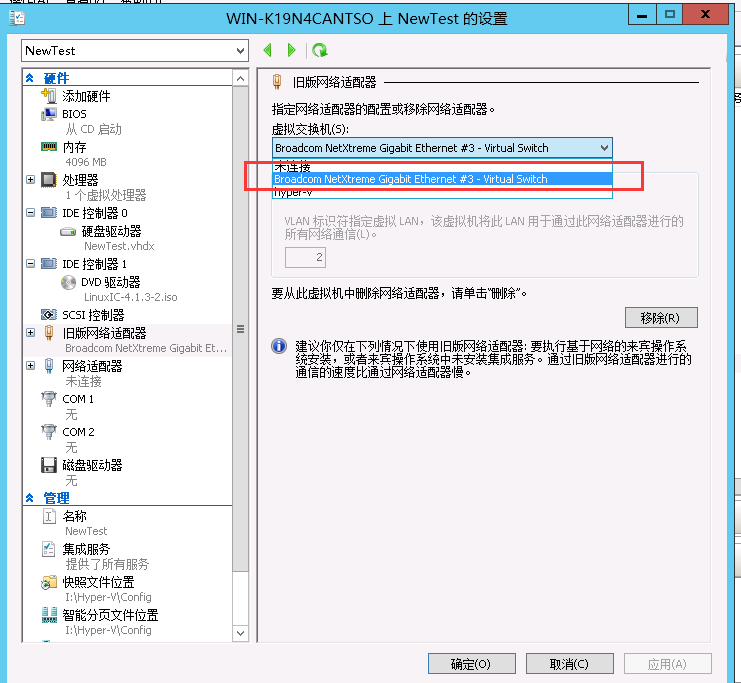 WIN-K19N4CANTSO 上 NewTest 的设置
NewTest
硬件
添加硬件
BIOS
从 CD 启动
内存
4096 MB
处理器
1 个虚拟处理器
IDE 控制器 0
硬盘驱动器
NewTest.vhdx
IDE 控制器 1
DVD 驱动器
LinuxIC-4.1.3-2.iso
SCSI 控制器
旧版网络适配器
Broadcom NetXtreme Gigabit Et...
网络适配器
未连接
COM 1
无
COM 2
无
磁盘驱动器
无
管理
名称
NewTest
集成服务
提供了所有服务
快照文件位置
I:\Hyper-V\Config
智能分页文件位置
I:\Hyper-V\Config
旧版网络适配器
指定网络适配器的配置或移除网络适配器。
虚拟交换机(S):
Broadcom NetXtreme Gigabit Ethernet #3 - Virtual Switch
未连接
Broadcom NetXtreme Gigabit Ethernet #3 - Virtual Switch
hyper-v
VLAN 标识符指定虚拟 LAN，该虚拟机将此 LAN 用于通过此网络适配器进行的
所有网络通信(L)。
2
要从此虚拟机中删除网络适配器，请单击“删除”。
移除(R)
建议你仅在下列情况下使用旧版网络适配器: 要执行基于网络的来宾操作系
统安装，或者来宾操作系统中未安装集成服务。通过旧版网络适配器进行的
通信的速度比通过网络适配器慢。
确定(O)
取消(C)
应用(A)